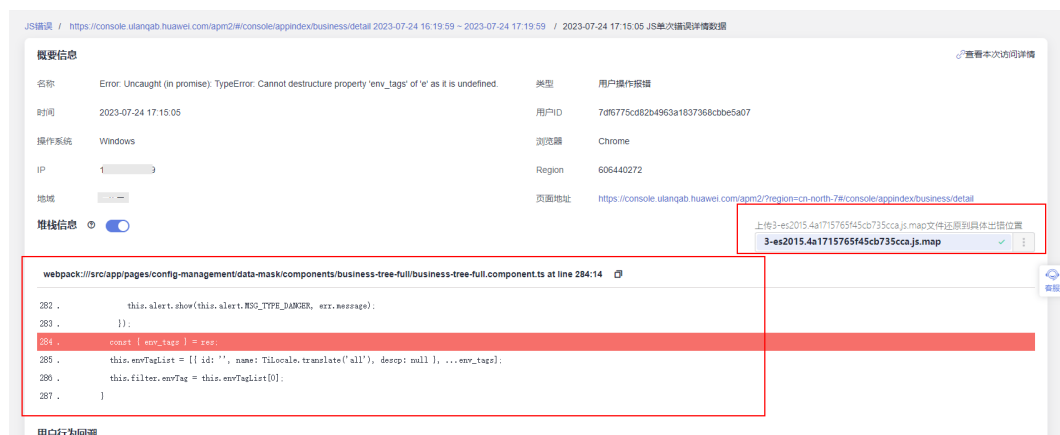 JS错误 / https://console.ulanqab.huawei.com/apm2/#/console/appindex/business/detail 2023-07-24 16:19:59 ~ 2023-07-24 17:19:59 / 2023-07-24 17:15:05 JS单次错误详情数据
概要信息 查看本次访问详情
名称 Error: Uncaught (in promise): TypeError: Cannot destructure property 'env_tags' of 'e' as it is undefined. 类型 用户操作报错
时间 2023-07-24 17:15:05 用户ID 7df6775cd82b4963a1837368cbbe5a07
操作系统 Windows 浏览器 Chrome
IP 1 9 Region 606440272
地域 页面地址 https://console.ulanqab.huawei.com/apm2/?region=cn-north-7#/console/appindex/business/detail
堆栈信息 上传3-es2015.4a1715765f45cb735cca.js.map文件还原到具体出错位置
3-es2015.4a1715765f45cb735cca.js.map
webpack:///src/app/pages/config-management/data-mask/components/business-tree-full/business-tree-full.component.ts at line 284:14
客服
282 . this.alert.show(this.alert.MSG_TYPE_DANGER, err.message);
283 . });
284 . const { env_tags } = res;
285 . this.envTagList = [{ id: '', name: TiLocale.translate('all'), descp: null }, ...env_tags];
286 . this.filter.envTag = this.envTagList[0];
287 . }
用户行为回溯